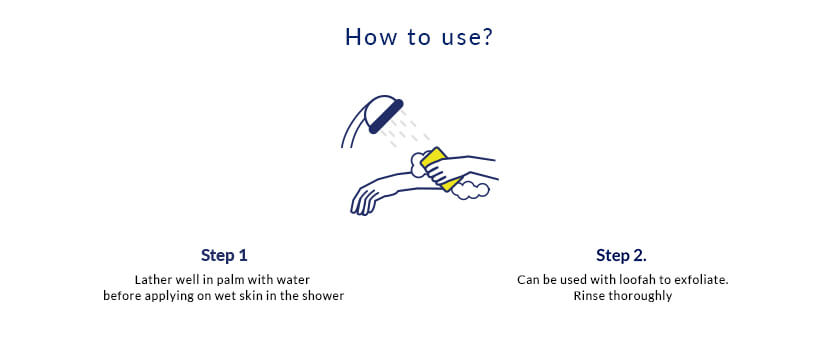 How to use?
Step 1
Lather well in palm with water
before applying on wet skin in the shower
Step 2.
Can be used with loofah to exfoliate.
Rinse thoroughly